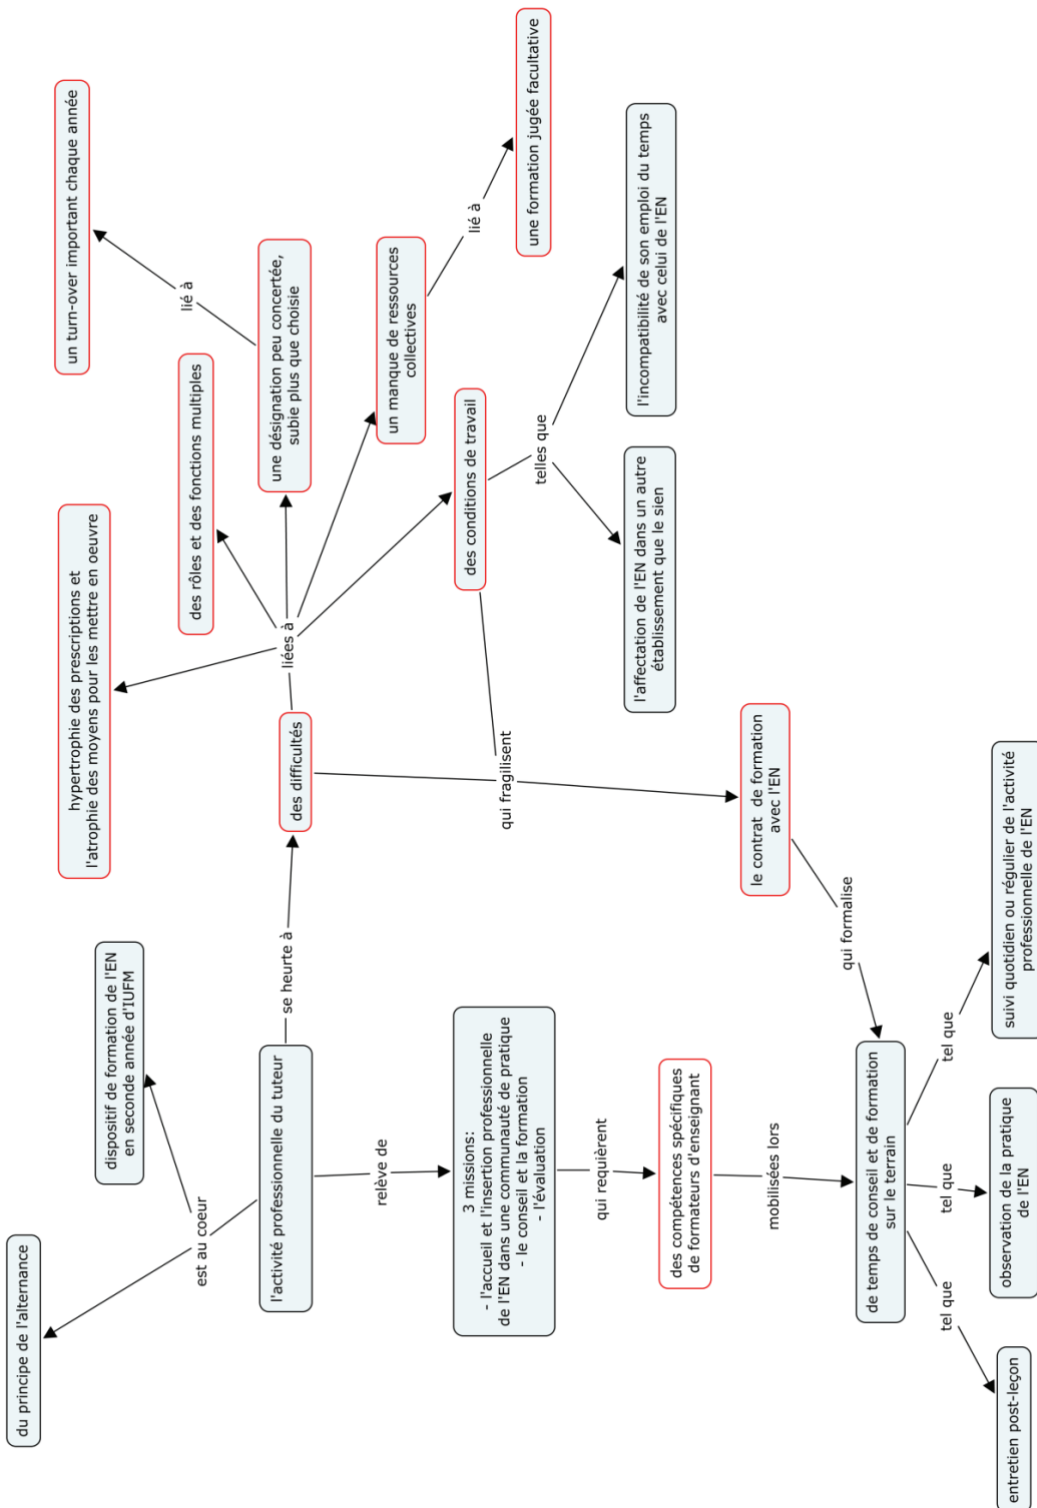 du principe de l'alternance
dispositif de formation de l'EN
en seconde année d'IUFM
est au coeur
l'activité professionnelle du tuteur
se heurte à
des difficultés
liées à
hypertrophie des prescriptions et
l'atrophie des moyens pour les mettre en oeuvre
des rôles et des fonctions multiples
une désignation peu concertée,
subie plus que choisie
lié à
un turn-over important chaque année
un manque de ressources
collectives
lié à
une formation jugée facultative
des conditions de travail
telles que
l'affectation de l'EN dans un autre
établissement que le sien
l'incompatibilité de son emploi du temps
avec celui de l'EN
qui fragilisent
le contrat de formation
avec l'EN
qui formalise
relève de
3 missions:
- l'accueil et l'insertion professionnelle
de l'EN dans une communauté de pratique
- le conseil et la formation
- l'évaluation
qui requièrent
des compétences spécifiques
de formateurs d'enseignant
mobilisées lors
de temps de conseil et de formation
sur le terrain
tel que
entretien post-leçon
tel que
observation de la pratique
de l'EN
tel que
suivi quotidien ou régulier de l'activité
professionnelle de l'EN